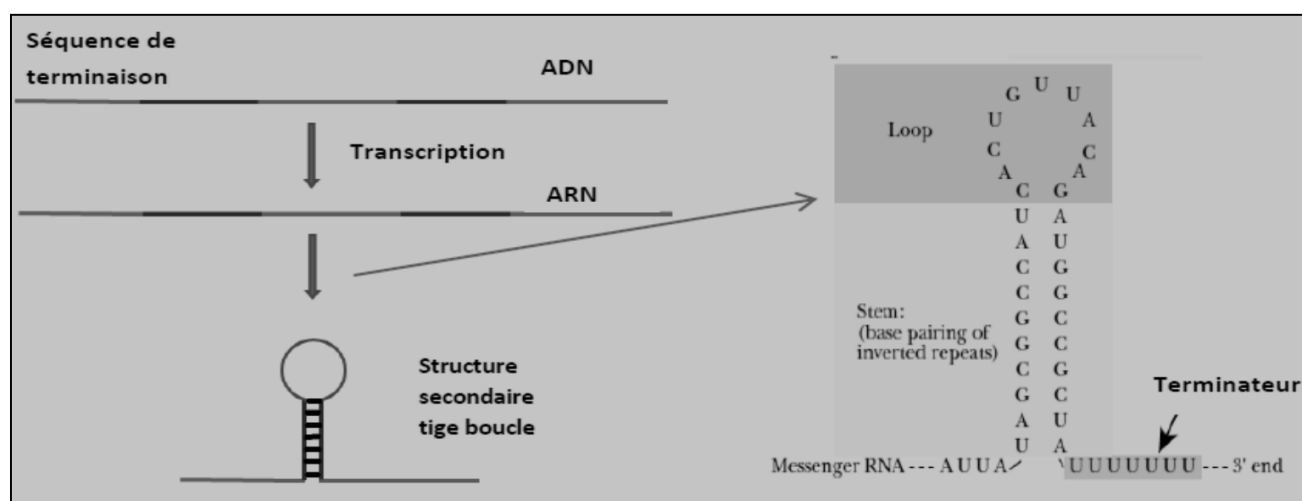 Séquence de
terminaison
ADN
Transcription
ARN
Structure
secondaire
tige boucle
Loop
G U U
U A
C C
A A
C G
U A
A U
C G
C G
Stem:
(base pairing of
inverted repeats)
G C
G C
C G
G C
A U
U A
Terminateur
Messenger RNA --- A U U A U U U U U U U --- 3' end